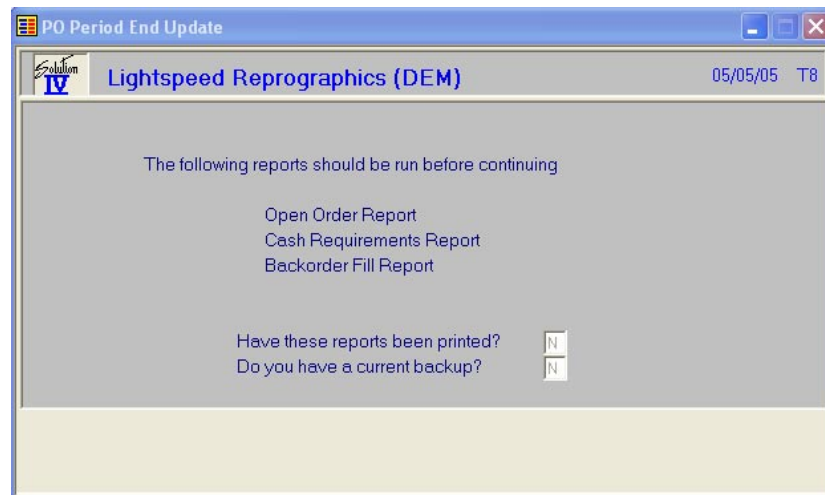 PO Period End Update
Solution
IV
Lightspeed Reprographics (DEM) 05/05/05 T8
The following reports should be run before continuing
Open Order Report
Cash Requirements Report
Backorder Fill Report
Have these reports been printed? N
Do you have a current backup? N